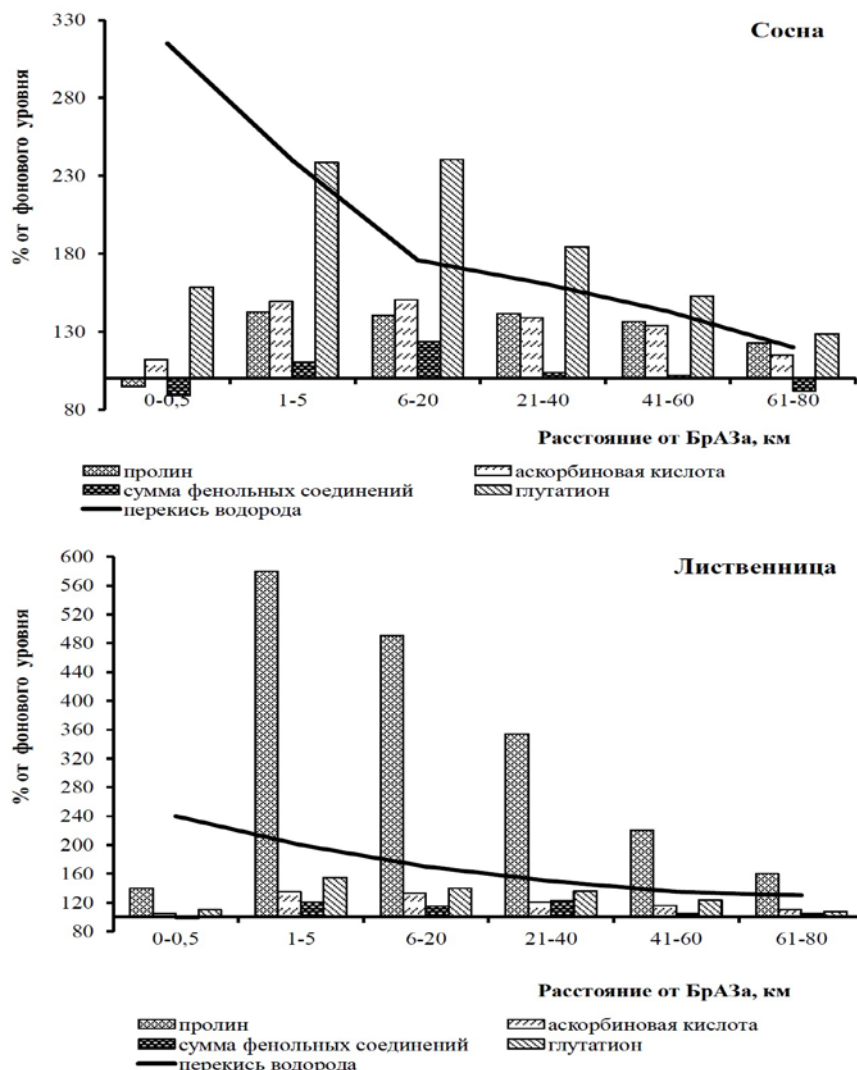 Сосна
% от фонового уровня
330
280
230
180
130
80
0-0,5 1-5 6-20 21-40 41-60 61-80
Расстояние от БрАЗа, км
пролин аскорбиновая кислота
сумма фенольных соединений глутатион
перекись водорода
Лиственница
% от фонового уровня
600
560
520
480
440
400
360
320
280
240
200
160
120
80
0-0,5 1-5 6-20 21-40 41-60 61-80
Расстояние от БрАЗа, км
пролин аскорбиновая кислота
сумма фенольных соединений глутатион
перекись водорода